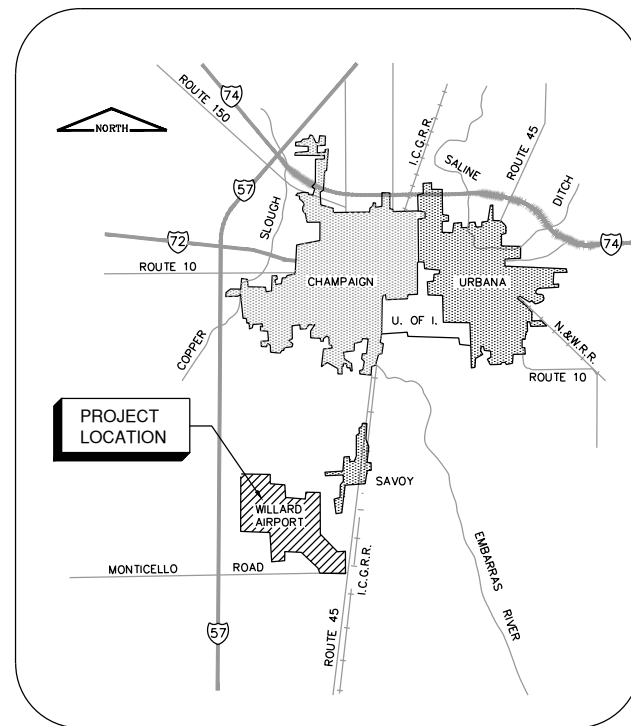 74
ROUTE 150
I.C.G.R.R.
ROUTE 45
NORTH
SALINE
DITCH
57
SLOUGH
72
74
ROUTE 10
CHAMPAIGN
URBANA
U. OF I.
COPPER
N.&W.R.R.
ROUTE 10
PROJECT
LOCATION
SAVOY
WILLARD
AIRPORT
EMBARRAS
RIVER
MONTICELLO ROAD
I.C.G.R.R.
57
ROUTE 45